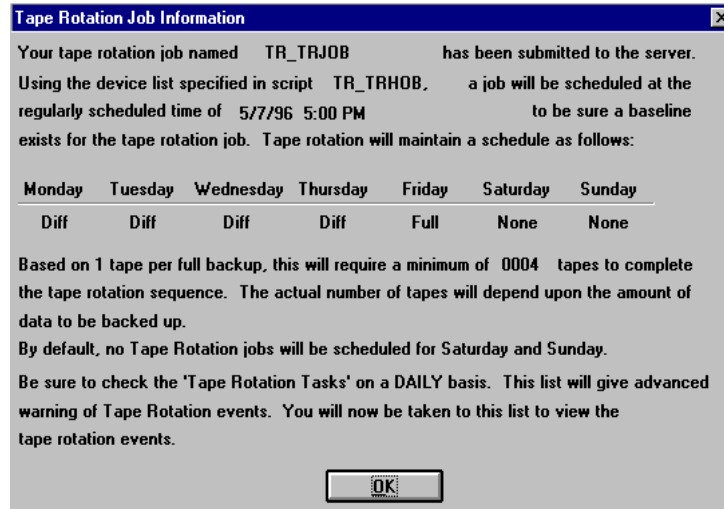 Tape Rotation Job Information
Your tape rotation job named TR_TRJOB has been submitted to the server.
Using the device list specified in script TR_TRHOB, a job will be scheduled at the
regularly scheduled time of 5/7/96 5:00 PM to be sure a baseline
exists for the tape rotation job. Tape rotation will maintain a schedule as follows:
Monday Tuesday Wednesday Thursday Friday Saturday Sunday
Diff Diff Diff Diff Full None None
Based on 1 tape per full backup, this will require a minimum of 0004 tapes to complete
the tape rotation sequence. The actual number of tapes will depend upon the amount of
data to be backed up.
By default, no Tape Rotation jobs will be scheduled for Saturday and Sunday.
Be sure to check the 'Tape Rotation Tasks' on a DAILY basis. This list will give advanced
warning of Tape Rotation events. You will now be taken to this list to view the
tape rotation events.
OK